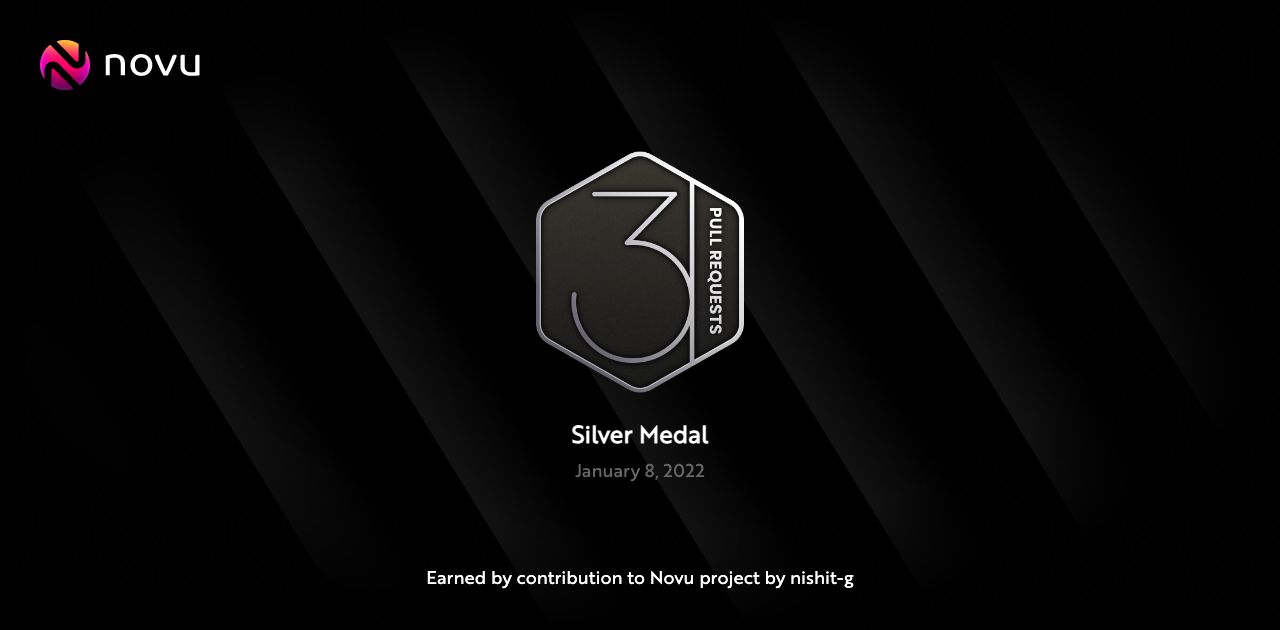 novu
3
PULL REQUESTS
Silver Medal
January 8, 2022
Earned by contribution to Novu project by nishit-g